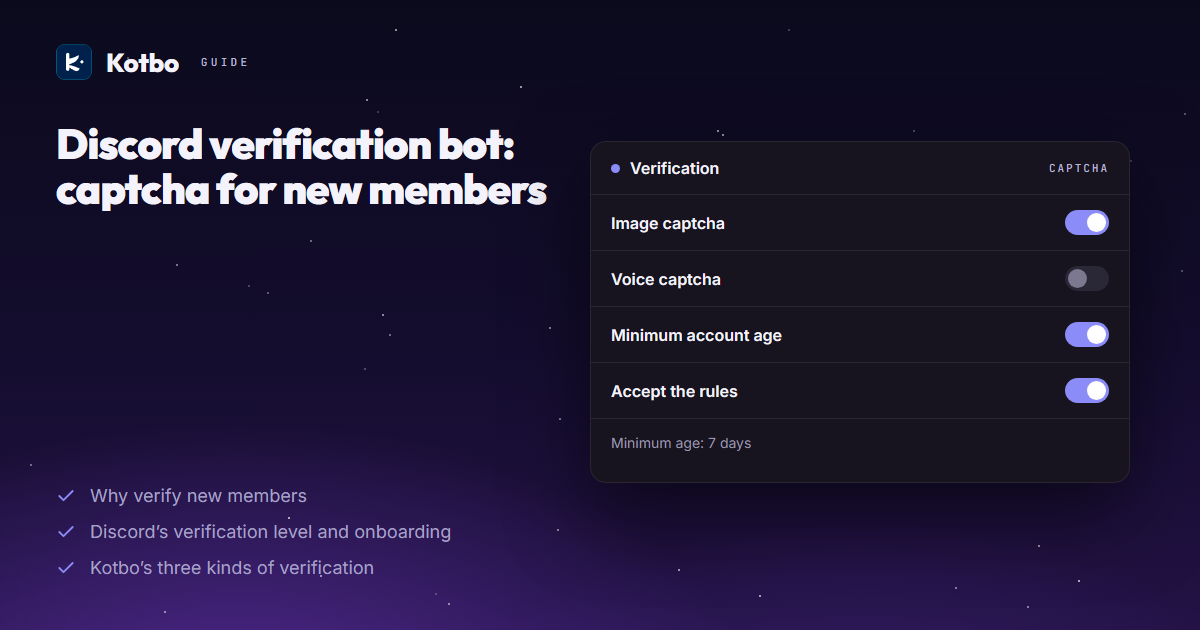 Kotbo GUIDE
Discord verification bot:
captcha for new members
Verification CAPTCHA
Image captcha
Voice captcha
Minimum account age
Accept the rules
Minimum age: 7 days
Why verify new members
Discord’s verification level and onboarding
Kotbo’s three kinds of verification